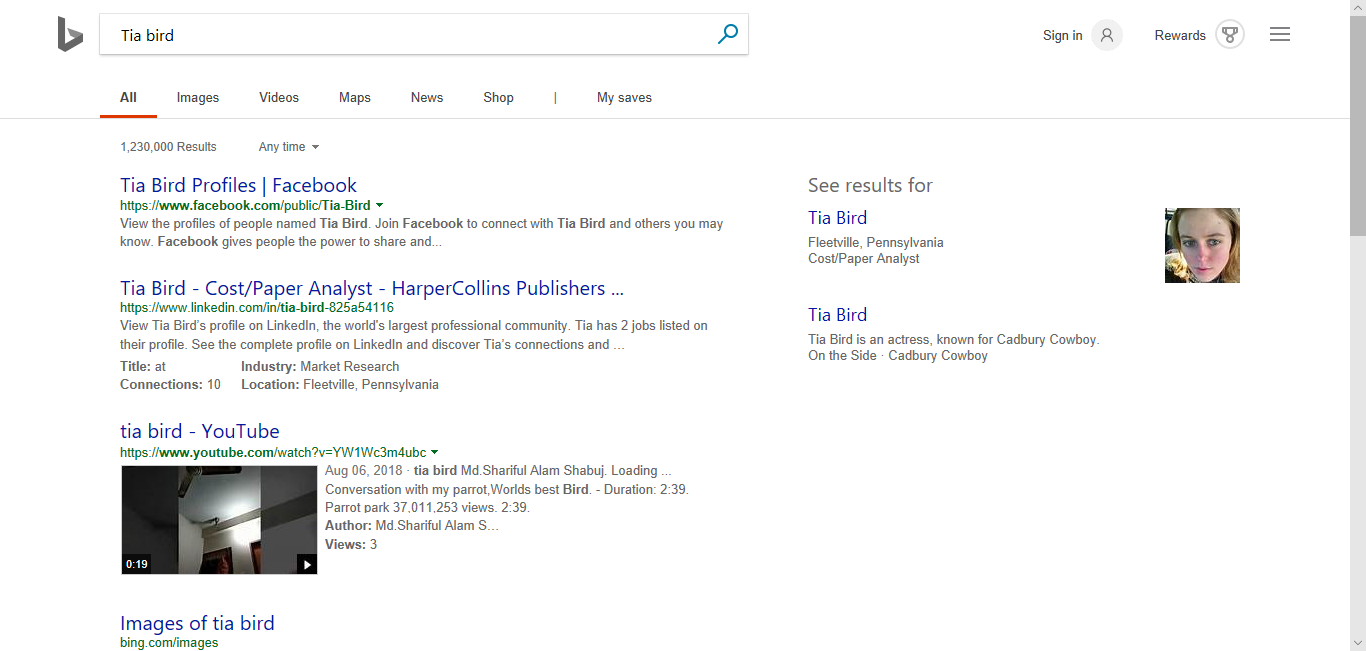 Tia bird
Sign in
Rewards
All
Images
Videos
Maps
News
Shop
|
My saves
1,230,000 Results
Any time
Tia Bird Profiles | Facebook
https://www.facebook.com/public/Tia-Bird
View the profiles of people named Tia Bird. Join Facebook to connect with Tia Bird and others you may
know. Facebook gives people the power to share and...
Tia Bird - Cost/Paper Analyst - HarperCollins Publishers ...
https://www.linkedin.com/in/tia-bird-825a54116
View Tia Bird's profile on LinkedIn, the world's largest professional community. Tia has 2 jobs listed on
their profile. See the complete profile on LinkedIn and discover Tia's connections and …
Title: at
Industry: Market Research
Connections: 10
Location: Fleetville, Pennsylvania
tia bird - YouTube
https://www.youtube.com/watch?v=YW1Wc3m4ubc
0:19
Aug 06, 2018 · tia bird Md.Shariful Alam Shabuj. Loading ...
Conversation with my parrot,Worlds best Bird. - Duration: 2:39.
Parrot park 37,011,253 views. 2:39.
Author: Md.Shariful Alam S…
Views: 3
Images of tia bird
bing.com/images
See results for
Tia Bird
Fleetville, Pennsylvania
Cost/Paper Analyst
Tia Bird
Tia Bird is an actress, known for Cadbury Cowboy.
On the Side · Cadbury Cowboy